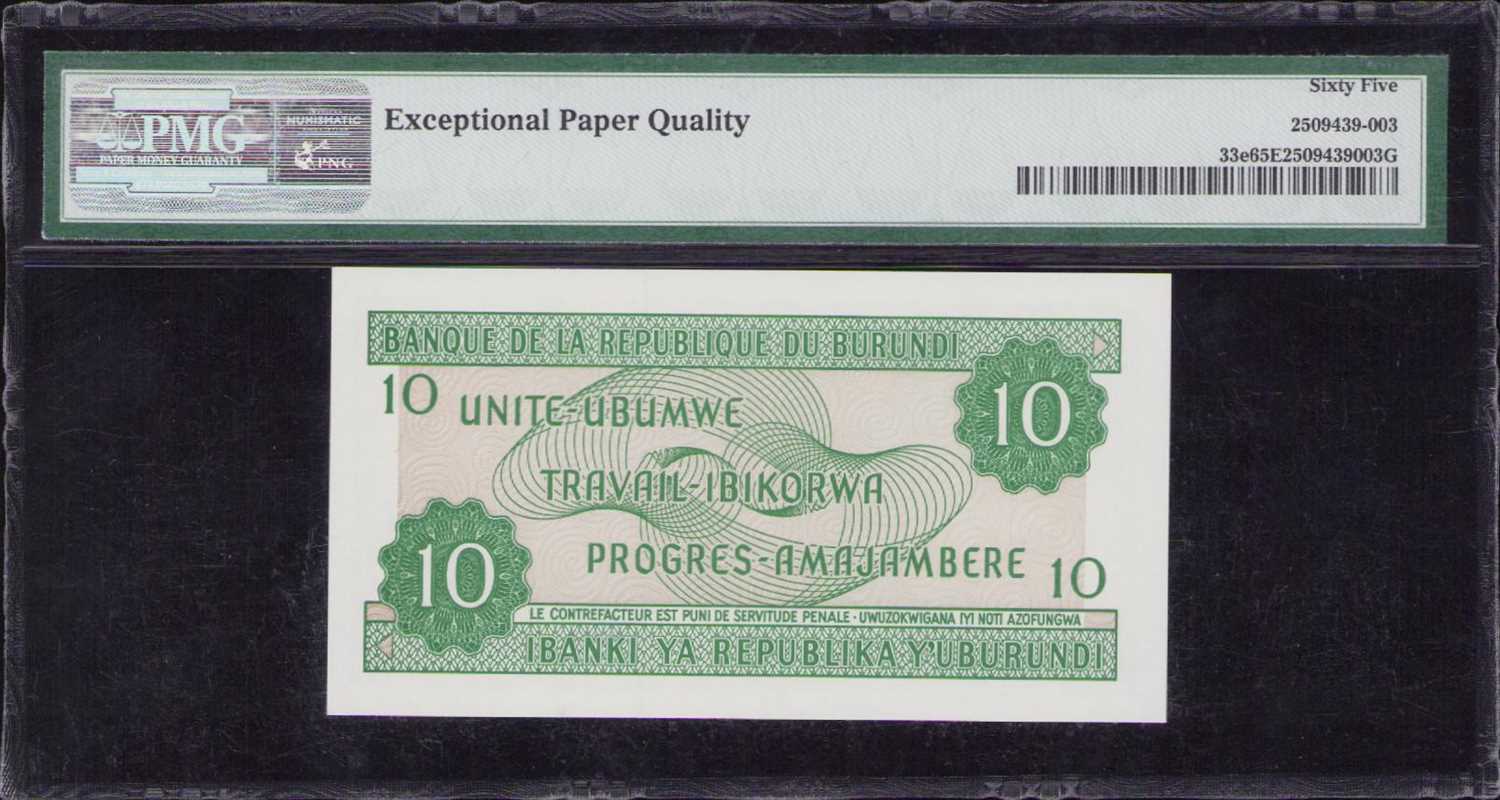 PMG
PAPER MONEY GUARANTY
NUMISMATIC
PNG
Exceptional Paper Quality
Sixty Five
2509439-003
33e65E2509439003G
BANQUE DE LA REPUBLIQUE DU BURUNDI
10
10
UNITE-UBUMWE
TRAVAIL-IBIKORWA
PROGRES-AMAJAMBERE
10
10
LE CONTREFACTEUR EST PUNI DE SERVITUDE PENALE · UWUZOKWIGANA IYI NOTI AZOFUNGWA
IBANKI YA REPUBLIKA Y'UBURUNDI